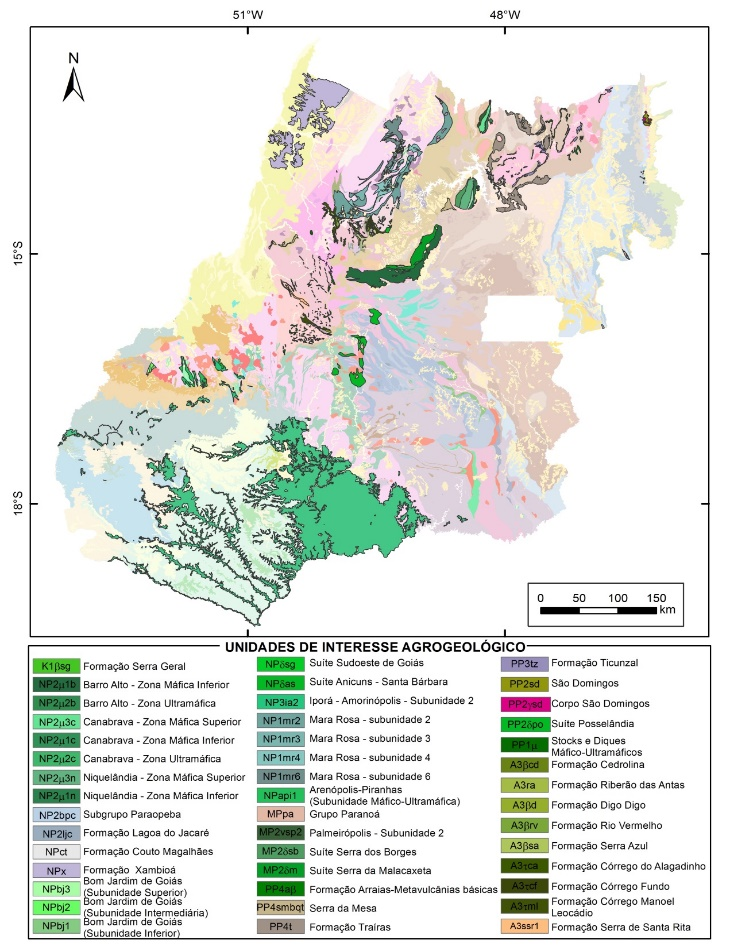 51°W
48°W
N
15°S
18°S
0 50 100 150
km
UNIDADES DE INTERESSE AGROGEOLÓGICO
K1βsg Formação Serra Geral
NP2μ1b Barro Alto - Zona Máfica Inferior
NP2μ2b Barro Alto - Zona Ultramáfica
NP2μ3c Canabrava - Zona Máfica Superior
NP2μ1c Canabrava - Zona Máfica Inferior
NP2μ2c Canabrava - Zona Ultramáfica
NP2μ3n Niquelândia - Zona Máfica Superior
NP2μ1n Niquelândia - Zona Máfica Inferior
NP2bpc Subgrupo Paraopeba
NP2ljc Formação Lagoa do Jacaré
NPct Formação Couto Magalhães
NPx Formação Xambioá
NPbj3 Bom Jardim de Goiás
(Subunidade Superior)
NPbj2 Bom Jardim de Goiás
(Subunidade Intermediária)
NPbj1 Bom Jardim de Goiás
(Subunidade Inferior)
NPδsg Suíte Sudoeste de Goiás
NPδas Suíte Anicuns - Santa Bárbara
NP3ia2 Iporá - Amorinópolis - Subunidade 2
NP1mr2 Mara Rosa - subunidade 2
NP1mr3 Mara Rosa - subunidade 3
NP1mr4 Mara Rosa - subunidade 4
NP1mr6 Mara Rosa - subunidade 6
NPapi1 Arenópolis-Piranhas
(Subunidade Máfico-Ultramáfica)
MPpa Grupo Paranoá
MP2vsp2 Palmeirópolis - Subunidade 2
MP2δsb Suíte Serra dos Borges
MP2δm Suíte Serra da Malacaxeta
PP4aβ Formação Arraias-Metavulcânias básicas
PP4smbqt Serra da Mesa
PP4t Formação Traíras
PP3tz Formação Ticunzal
PP2sd São Domingos
PP2γsd Corpo São Domingos
PP2δpo Suíte Posselândia
PP1μ Stocks e Diques
Máfico-Ultramáficos
A3βcd Formação Cedrolina
A3ra Formação Riberão das Antas
A3βd Formação Digo Digo
A3βrv Formação Rio Vermelho
A3βsa Formação Serra Azul
A3τca Formação Córrego do Alagadinho
A3τcf Formação Córrego Fundo
A3τml Formação Córrego Manoel
Leocádio
A3ssr1 Formação Serra de Santa Rita